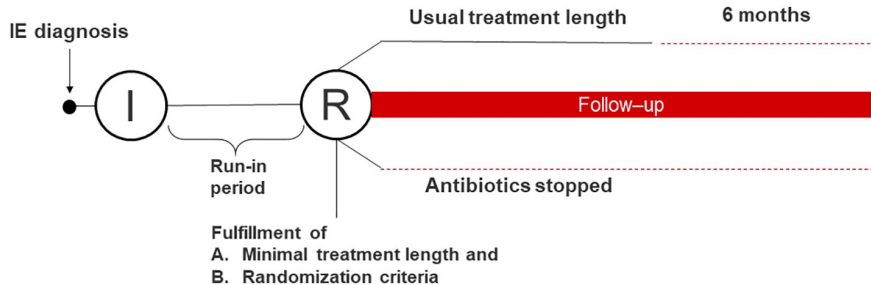 Usual treatment length
6 months
IE diagnosis
I
R
Follow–up
Run-in
period
Antibiotics stopped
Fulfillment of
A. Minimal treatment length and
B. Randomization criteria